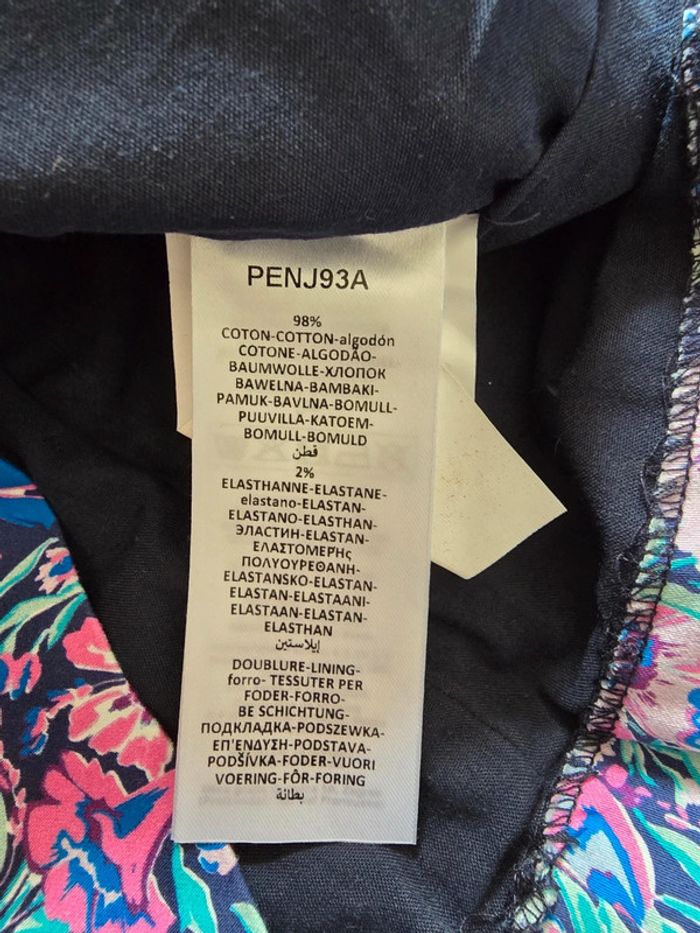 PENJ93A
98%
COTON-COTTON-algodón
COTONE-ALGODÃO-
BAUMWOLLE-ХЛОПОК
BAWELNA-BAMBAKI-
PAMUK-BAVLNA-BOMULL-
PUUVILLA-KATOEM-
BOMULL-BOMULD
قطن
2%
ELASTHANNE-ELASTANE-
elastano-ELASTAN-
ELASTANO-ELASTHAN-
ЭЛАСТИН-ELASTAN-
ΕΛΑΣΤΟΜΕΡΗς
ΠΟΛΥΟΥΡΕΘΑΝΗ-
ELASTANSKO-ELASTAN-
ELASTAN-ELASTAANI-
ELASTAAN-ELASTAN-
ELASTHAN
إيلاستين
DOUBLURE-LINING-
forro- TESSUTER PER
FODER-FORRO-
BE SCHICHTUNG-
ПОДКЛАДКА-PODSZEWKA-
ΕΠ'ΕΝΔΥΣΗ-PODSTAVA-
PODŠÍVKA-FODER-VUORI
VOERING-FÔR-FORING
بطانة